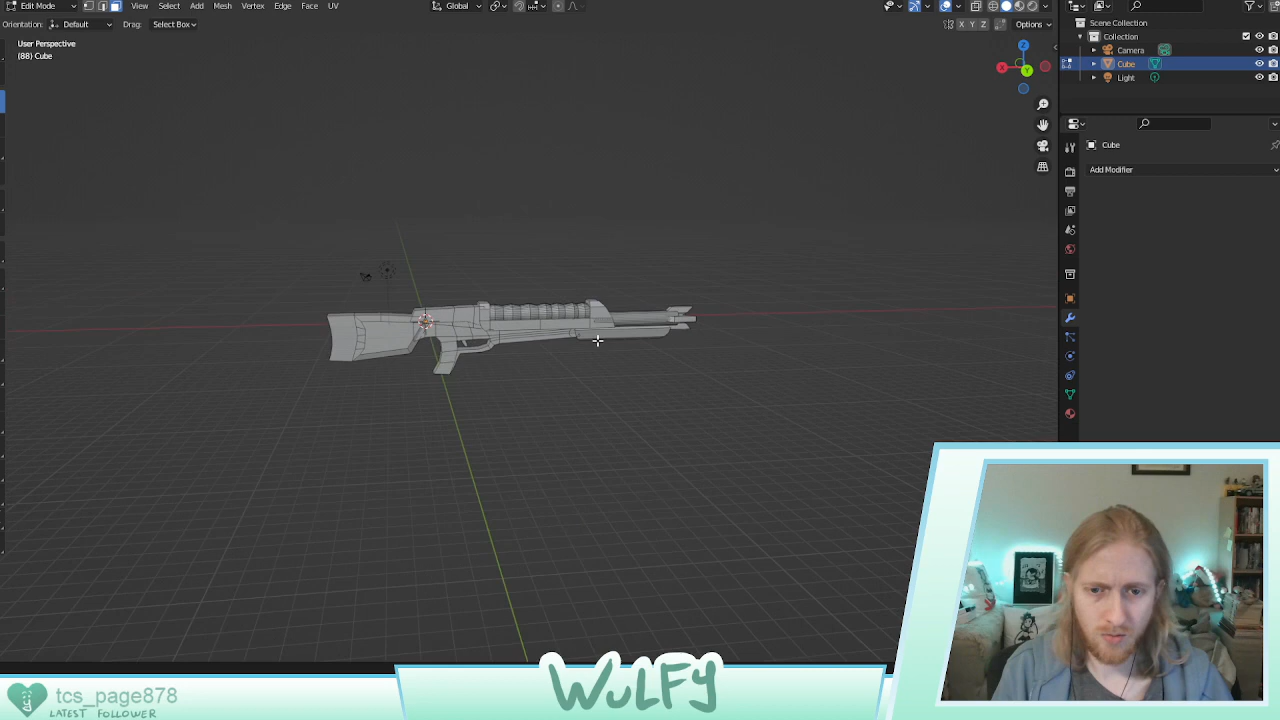 Edit Mode View Select Add Mesh Vertex Edge Face UV Global
Orientation: Default Drag: Select Box X Y Z Options
User Perspective
(88) Cube
Z
X
Y
Scene Collection
Collection
Camera
Cube
Light
Cube
Add Modifier
WULFY
tcs_page878
LATEST FOLLOWER